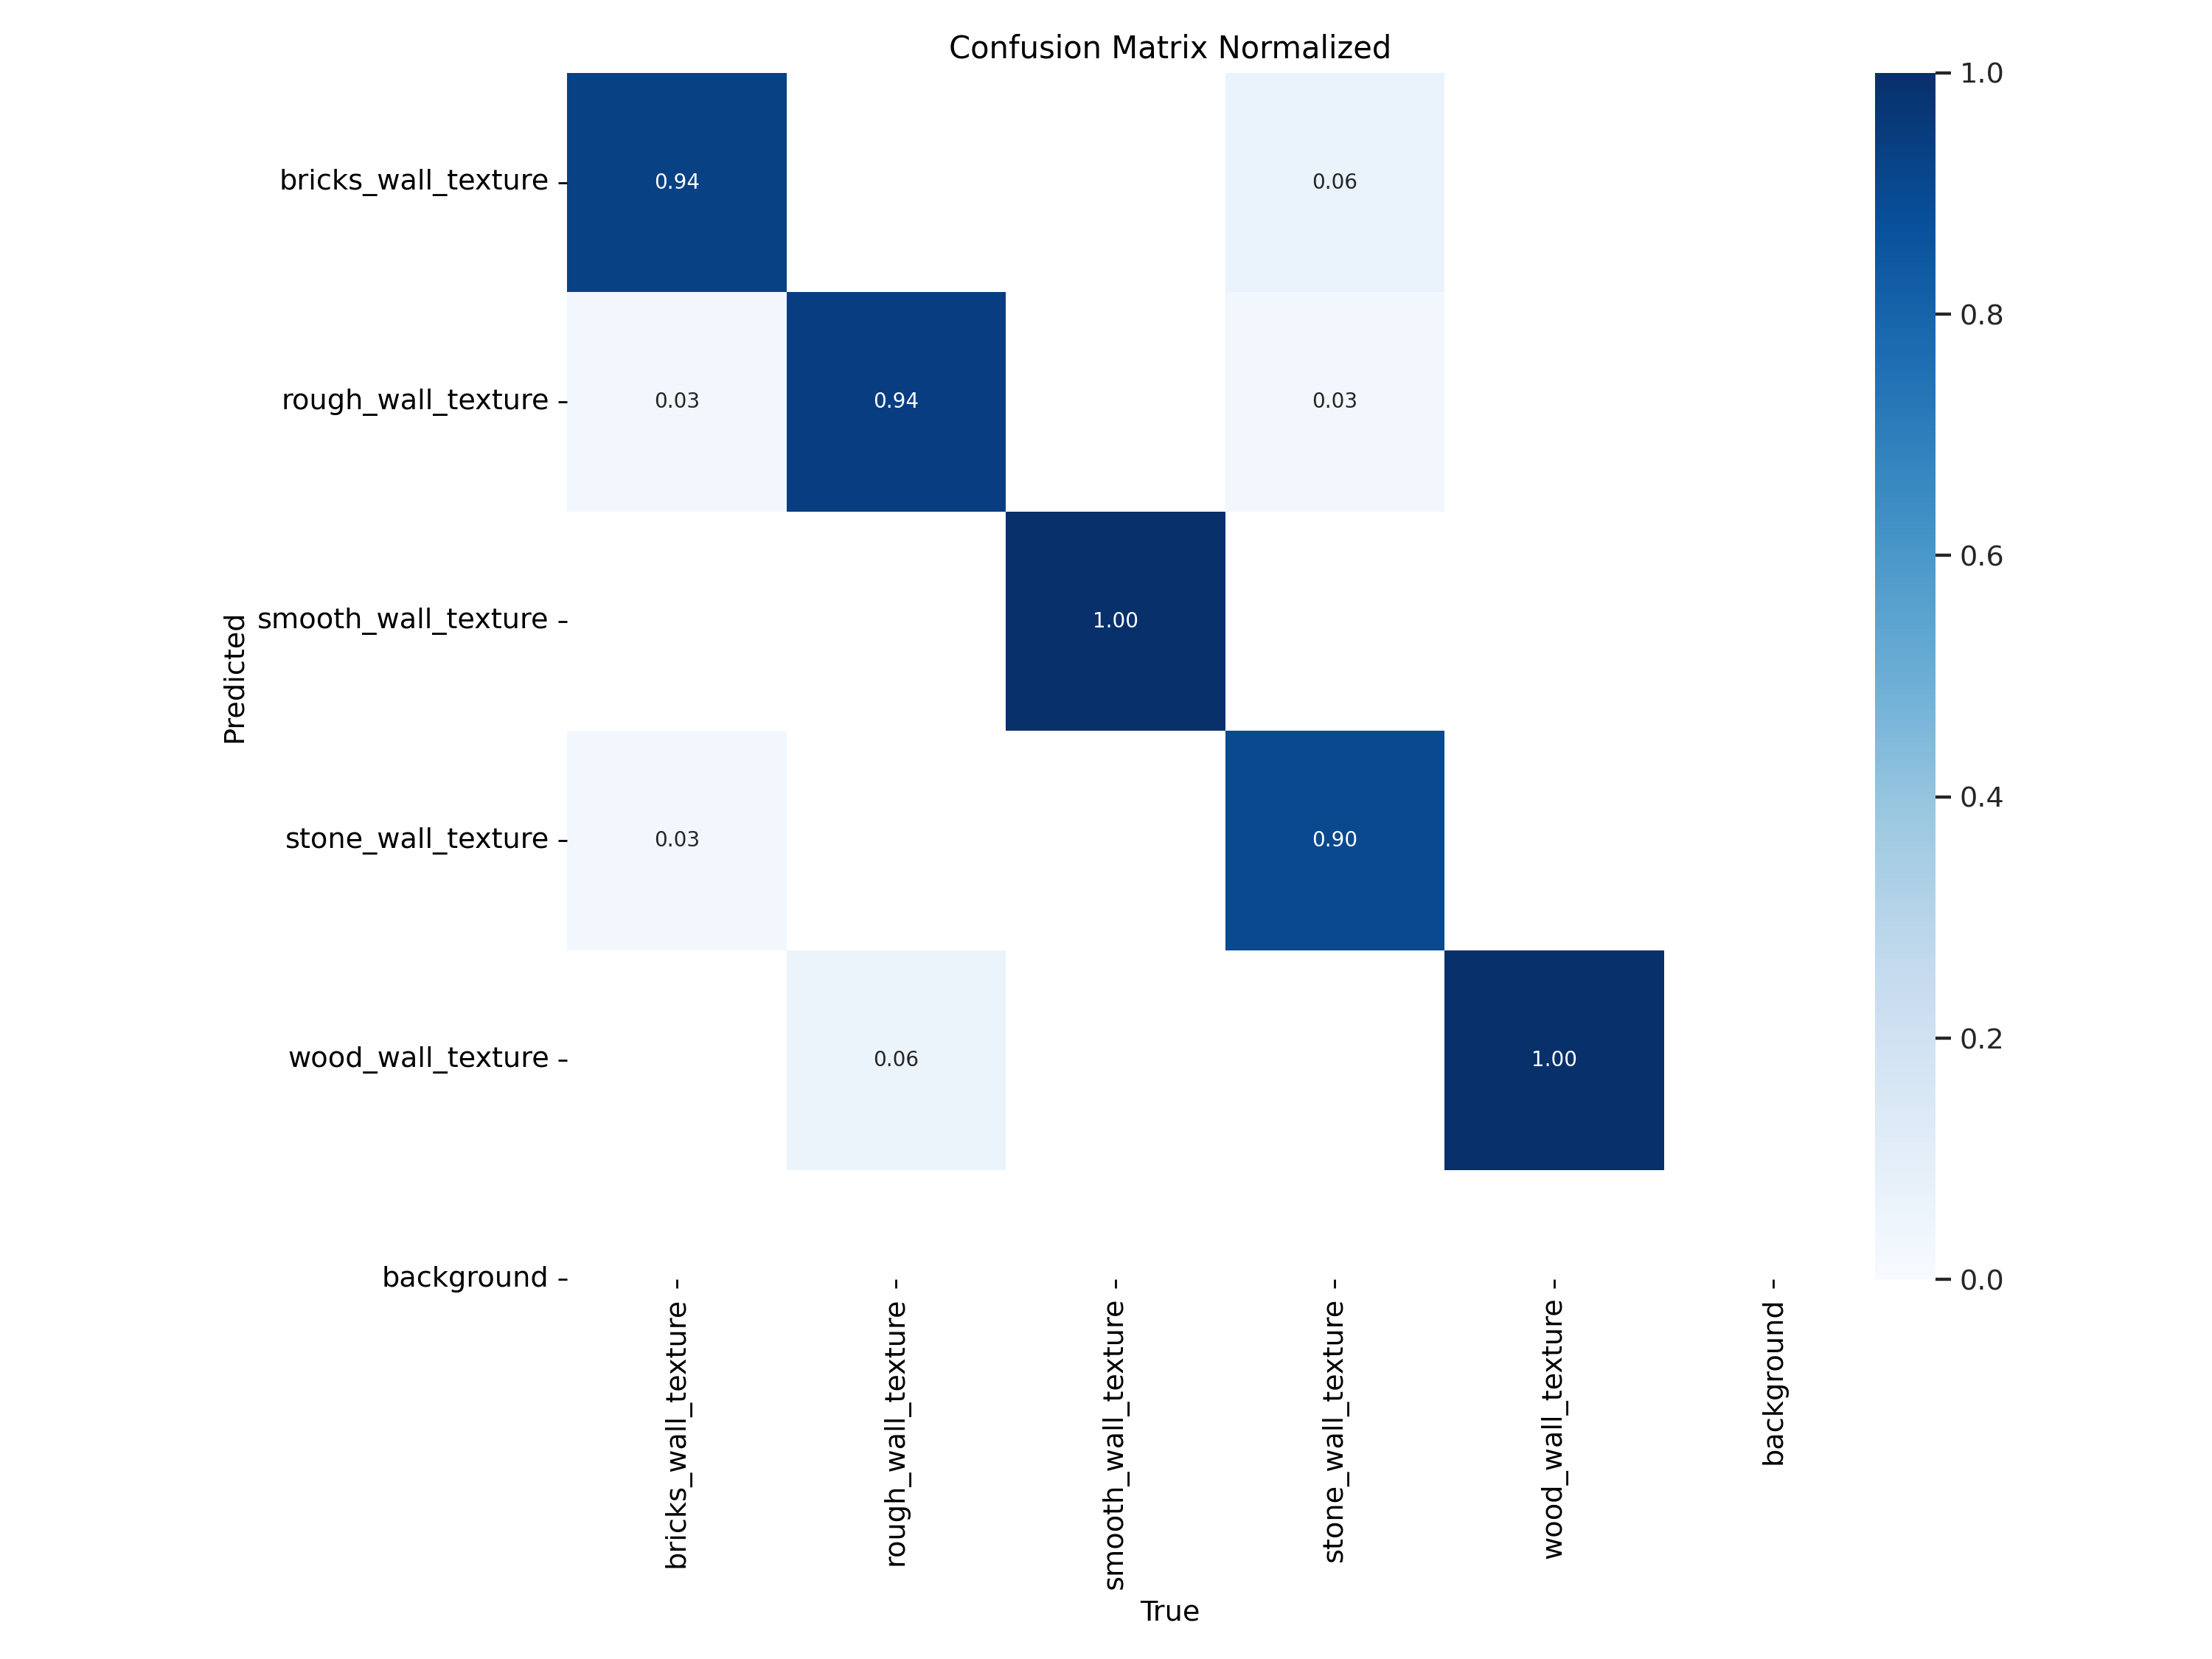 Confusion Matrix Normalized
Predicted
bricks_wall_texture
0.94
0.06
rough_wall_texture
0.03
0.94
0.03
smooth_wall_texture
1.00
stone_wall_texture
0.03
0.90
wood_wall_texture
0.06
1.00
background
bricks_wall_texture
rough_wall_texture
smooth_wall_texture
stone_wall_texture
wood_wall_texture
background
True
1.0
0.8
0.6
0.4
0.2
0.0